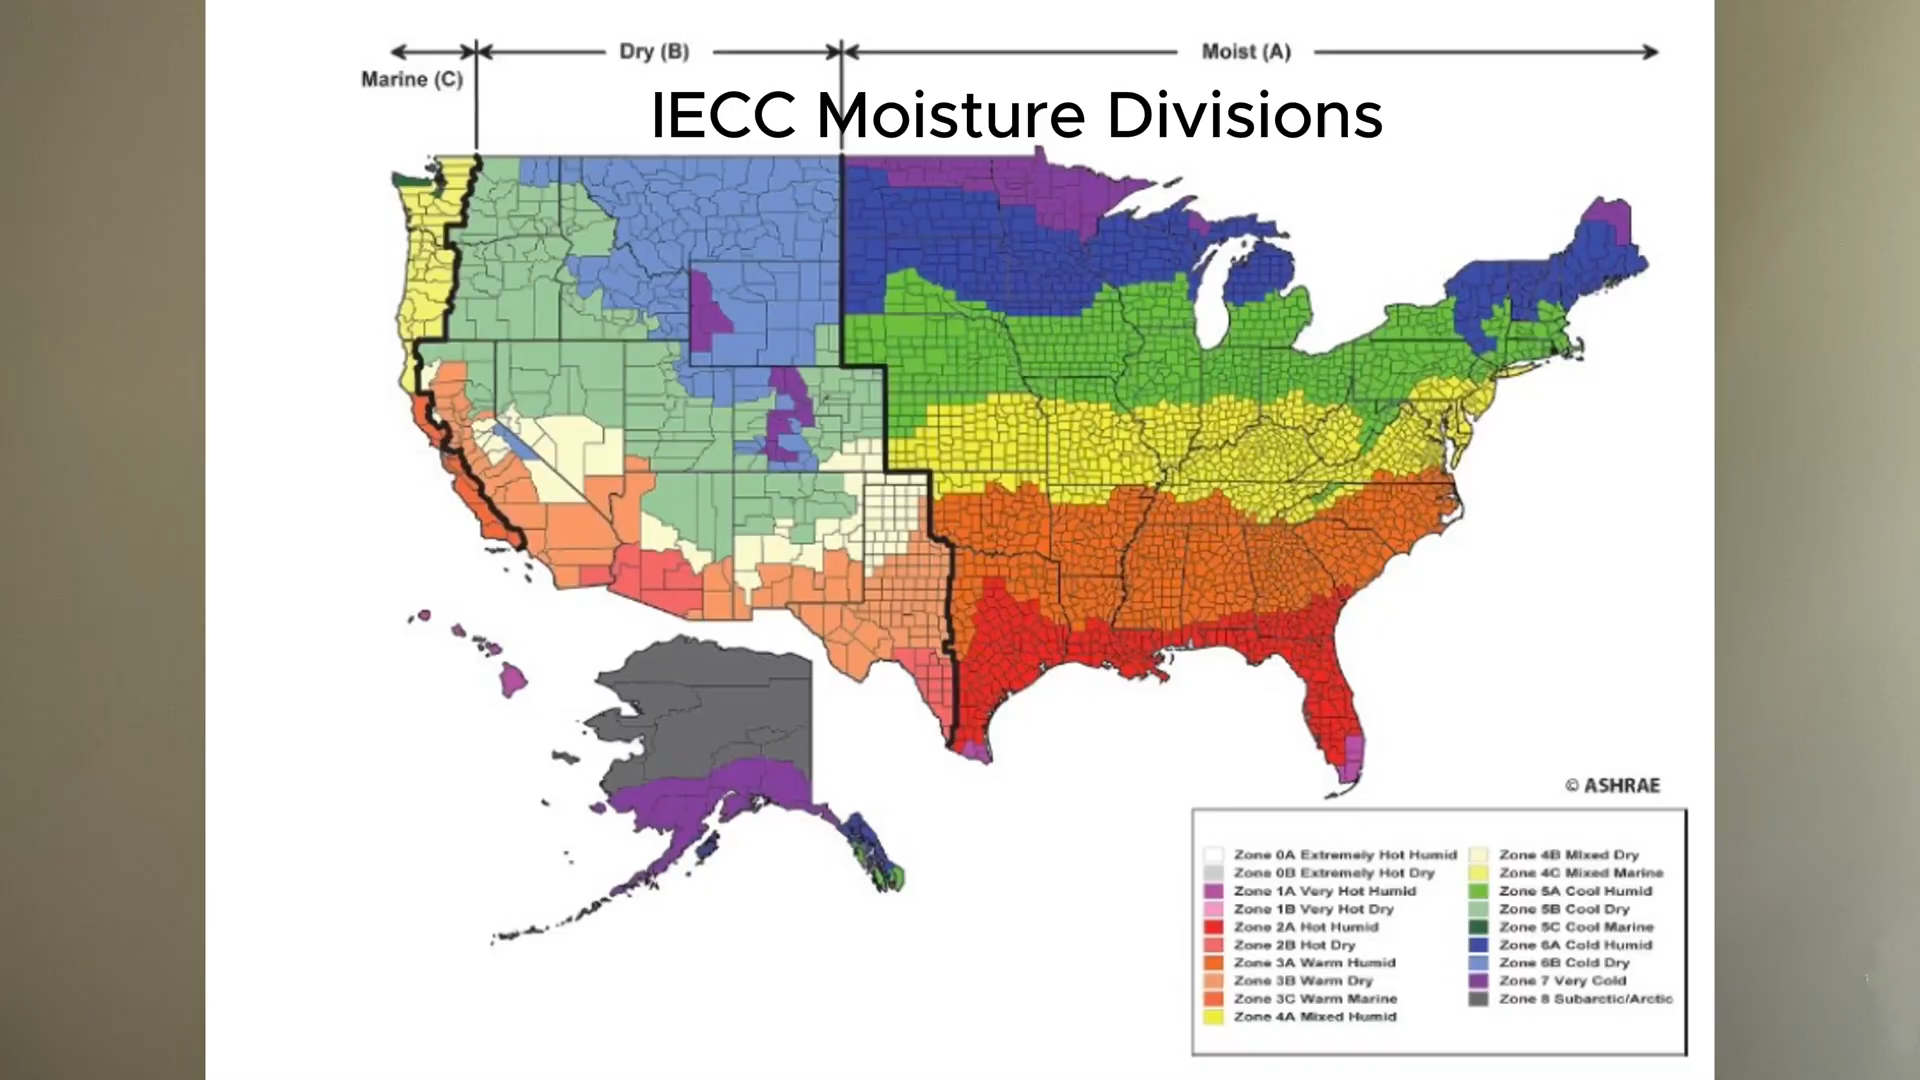 Dry (B)
Moist (A)
Marine (C)
IECC Moisture Divisions
© ASHRAE
Zone 0A Extremely Hot Humid
Zone 0B Extremely Hot Dry
Zone 1A Very Hot Humid
Zone 1B Very Hot Dry
Zone 2A Hot Humid
Zone 2B Hot Dry
Zone 3A Warm Humid
Zone 3B Warm Dry
Zone 3C Warm Marine
Zone 4A Mixed Humid
Zone 4B Mixed Dry
Zone 4C Mixed Marine
Zone 5A Cool Humid
Zone 5B Cool Dry
Zone 5C Cool Marine
Zone 6A Cold Humid
Zone 6B Cold Dry
Zone 7 Very Cold
Zone 8 Subarctic/Arctic